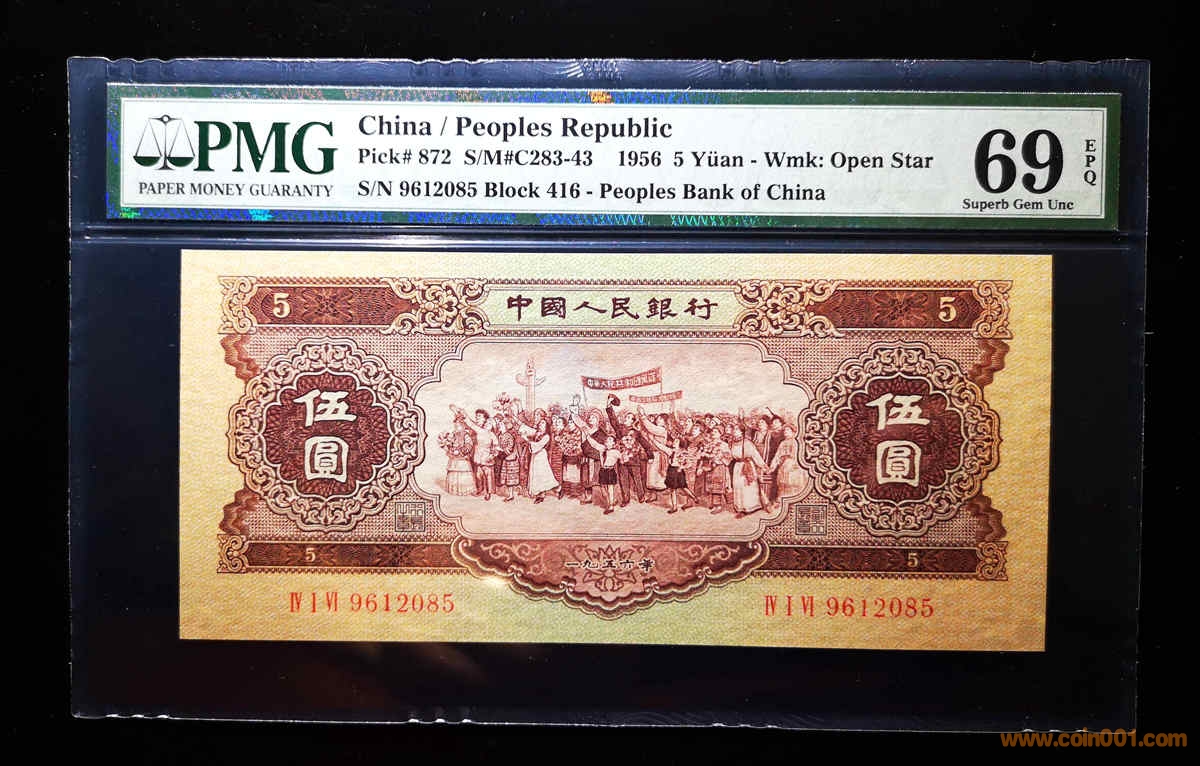 PMG
PAPER MONEY GUARANTY
China / Peoples Republic
Pick# 872 S/M#C283-43 1956 5 Yüan - Wmk: Open Star
S/N 9612085 Block 416 - Peoples Bank of China
69
EPQ
Superb Gem Unc
5 中國人民銀行 5
伍圓
伍圓
5 一九五六年 5
Ⅳ Ⅰ Ⅵ 9612085
Ⅳ Ⅰ Ⅵ 9612085
www.coin001.com